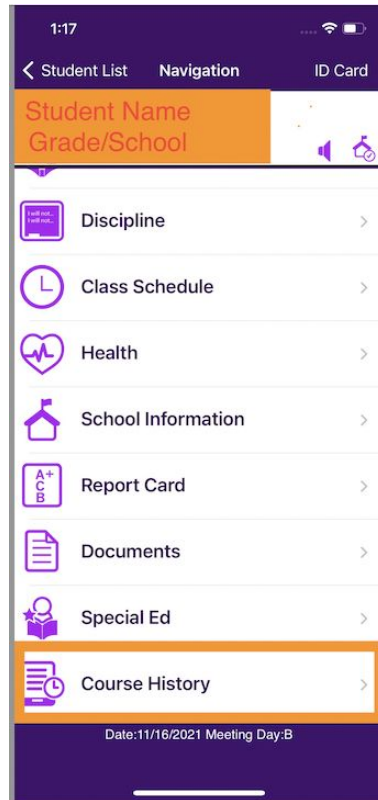 1:17
Student List Navigation ID Card
Student Name
Grade/School
I will not...
I will not...
Discipline
Class Schedule
Health
School Information
A+
C
B
Report Card
Documents
Special Ed
Course History
Date:11/16/2021 Meeting Day:B